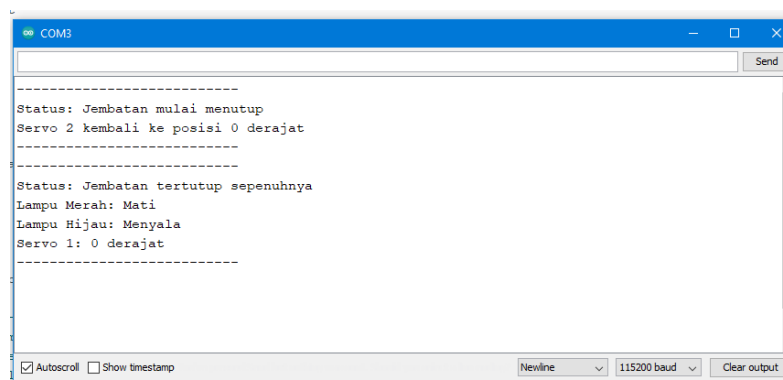 COM3
Send
---------------------------
Status: Jembatan mulai menutup
Servo 2 kembali ke posisi 0 derajat
---------------------------
---------------------------
Status: Jembatan tertutup sepenuhnya
Lampu Merah: Mati
Lampu Hijau: Menyala
Servo 1: 0 derajat
---------------------------
Autoscroll Show timestamp Newline 115200 baud Clear output